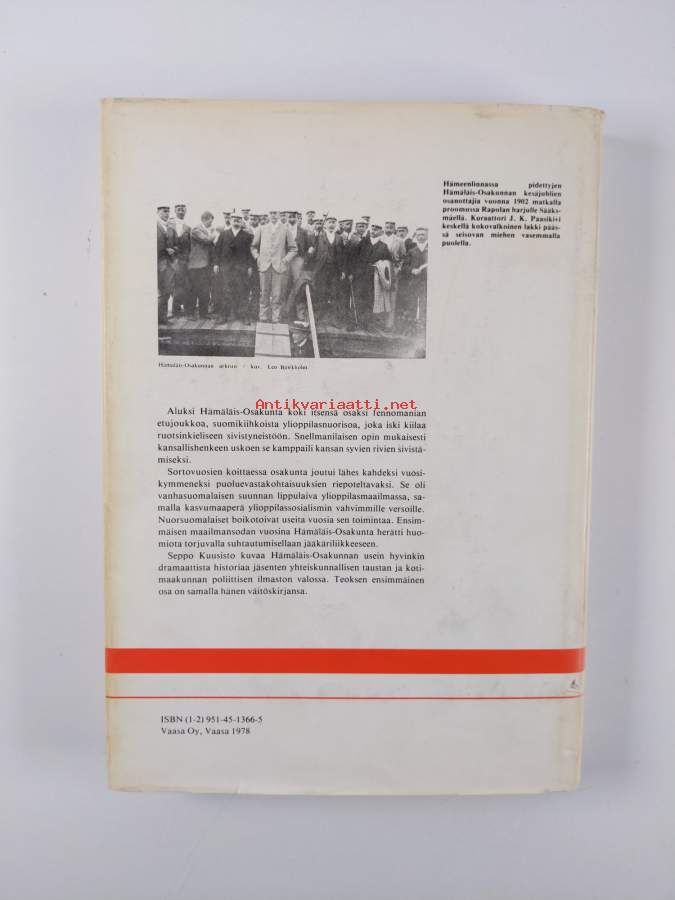 Hämeenlinnassa pidettyjen
Hämäläis-Osakunnan kesäjuhlien
osanottajia vuonna 1902 matkalla
proomussa Rapolan harjulle Sääks-
mäellä. Kuraattori J. K. Paasikivi
keskellä kokovalkoinen lakki pääs-
sä seisovan miehen vasemmalla
puolella.
Hämäläis-Osakunnan arkisto / kuv. Leo
Antikvariaatti.net
Aluksi Hämäläis-Osakunta koki itsensä osaksi fennomanian
etujoukkoa, suomikiihkoista ylioppilasnuorisoa, joka iski kiilaa
ruotsinkieliseen sivistyneistöön. Snellmanilaisen opin mukaisesti
kansallishenkeen uskoen se kamppaili kansan syvien rivien sivistä-
miseksi.
Sortovuosien koittaessa osakunta joutui lähes kahdeksi vuosi-
kymmeneksi puoluevastakohtaisuuksien riepoteltavaksi. Se oli
vanhasuomalaisen suunnan lippulaiva ylioppilasmaailmassa, sa-
malla kasvumaaperä ylioppilassosialismin vahvimmille versoille.
Nuorsuomalaiset boikotoivat useita vuosia sen toimintaa. Ensim-
mäisen maailmansodan vuosina Hämäläis-Osakunta herätti huo-
miota torjuvalla suhtautumisellaan jääkäriliikkeeseen.
Seppo Kuusisto kuvaa Hämäläis-Osakunnan usein hyvinkin
dramaattista historiaa jäsenten yhteiskunnallisen taustan ja koti-
maakunnan poliittisen ilmaston valossa. Teoksen ensimmäinen
osa on samalla hänen väitöskirjansa.
ISBN (1-2) 951-45-1366-5
Vaasa Oy, Vaasa 1978